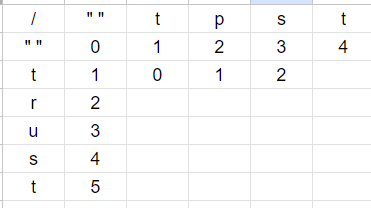 / " " t p s t
" " 0 1 2 3 4
t 1 0 1 2
r 2
u 3
s 4
t 5